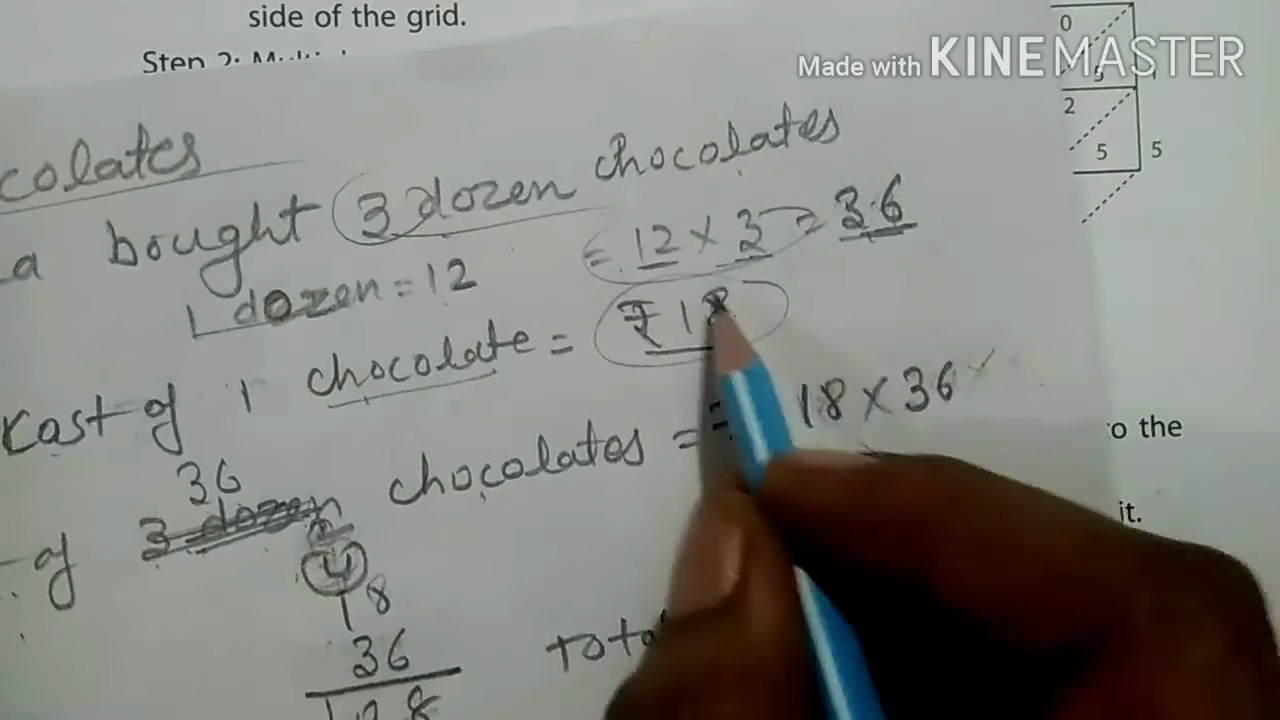 side of the grid.
Made with KINEMASTER
0
5
2
5 5
colates
a bought 3 dozen chocolates
1 dozen = 12 = 12 × 3 = 36
cost of 1 chocolate = ₹18
36
of 3 dozen chocolates = 18 × 36
o the
it.
4
18
36
Tota